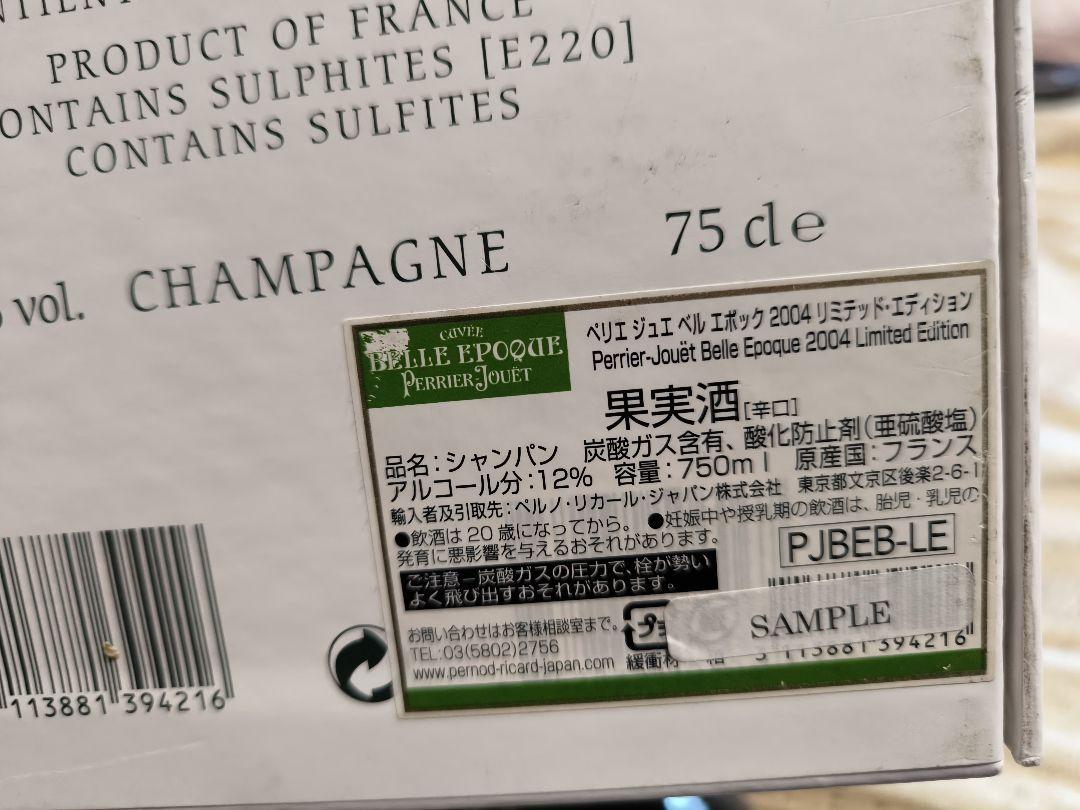 PRODUCT OF FRANCE
CONTAINS SULPHITES [E220]
CONTAINS SULFITES
vol. CHAMPAGNE 75 cl e
CUVÉE
BELLE EPOQUE
PERRIER-JOUËT
ペリエ ジュエ ベル エポック 2004 リミテッド・エディション
Perrier-Jouët Belle Epoque 2004 Limited Edition
果実酒[辛口]
品名:シャンパン 炭酸ガス含有、酸化防止剤(亜硫酸塩)
アルコール分:12% 容量:750ml 原産国:フランス
輸入者及引取先:ペルノ・リカール・ジャパン株式会社 東京都文京区後楽2-6-1
●飲酒は 20 歳になってから。 ●妊娠中や授乳期の飲酒は、胎児・乳児の
発育に悪影響を与えるおそれがあります。
PJBEB-LE
ご注意－炭酸ガスの圧力で、栓が勢い
よく飛び出すおそれがあります。
お問い合わせはお客様相談室まで。
TEL:03(5802)2756
www.pernod-ricard-japan.com
プ
緩衝材
SAMPLE
3 113881 394216
113881 394216